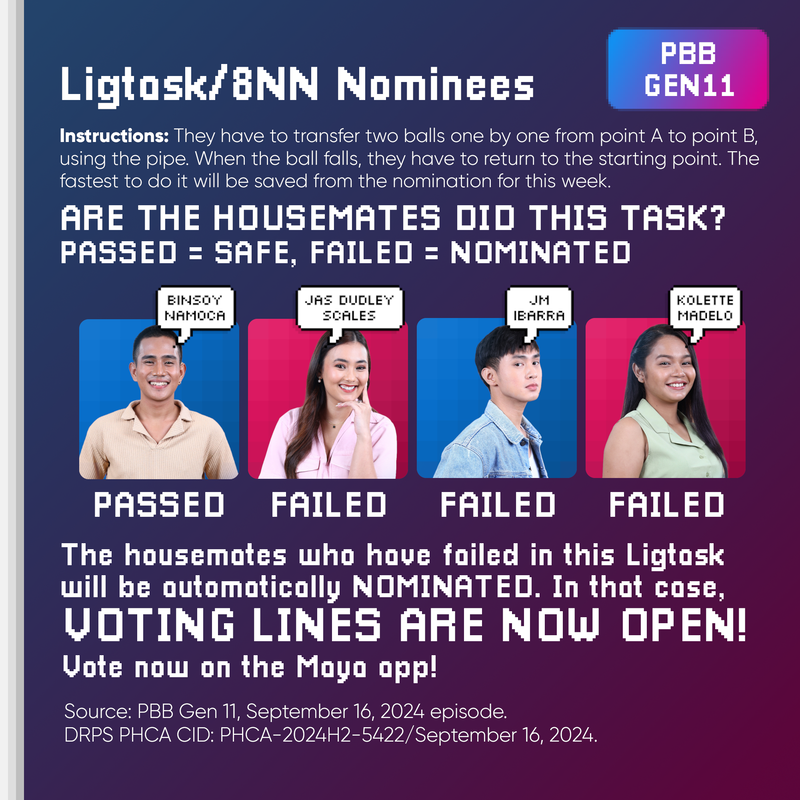 PBB
GEN11
Ligtask/8NN Nominees
Instructions: They have to transfer two balls one by one from point A to point B,
using the pipe. When the ball falls, they have to return to the starting point. The
fastest to do it will be saved from the nomination for this week.
ARE THE HOUSEMATES DID THIS TASK?
PASSED = SAFE, FAILED = NOMINATED
BINSOY
NAMOCA
JAS DUDLEY
SCALES
JM
IBARRA
KOLETTE
MADELO
PASSED
FAILED
FAILED
FAILED
The housemates who have failed in this Ligtask
will be automatically NOMINATED. In that case,
VOTING LINES ARE NOW OPEN!
Vote now on the Maya app!
Source: PBB Gen 11, September 16, 2024 episode.
DRPS PHCA CID: PHCA-2024H2-5422/September 16, 2024.